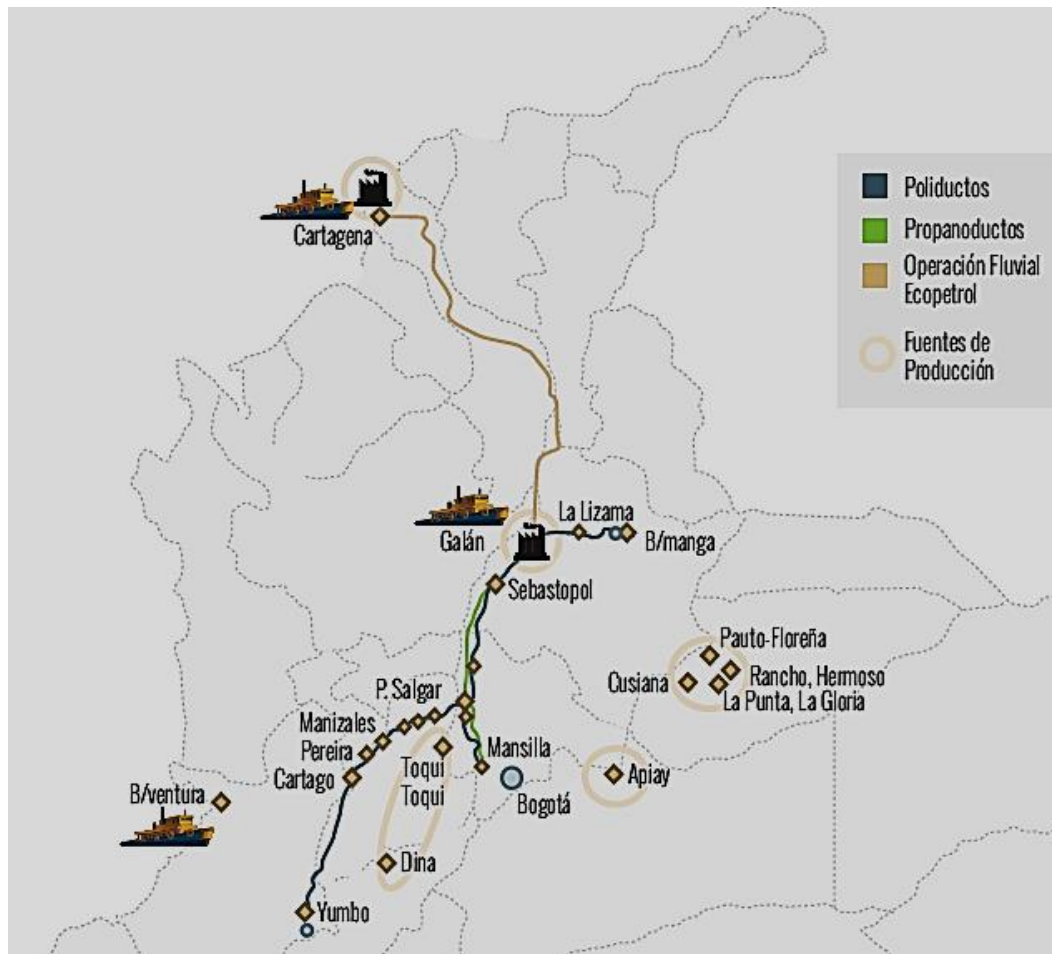 Poliductos
Propanoductos
Operación Fluvial
Ecopetrol
Fuentes de
Producción
Cartagena
La Lizama
Galán
B/manga
Sebastopol
Pauto-Floreña
Cusiana
Rancho, Hermoso
La Punta, La Gloria
P. Salgar
Manizales
Pereira
Mansilla
Cartago
Toqui
Toqui
Apiay
B/ventura
Bogotá
Dina
Yumbo